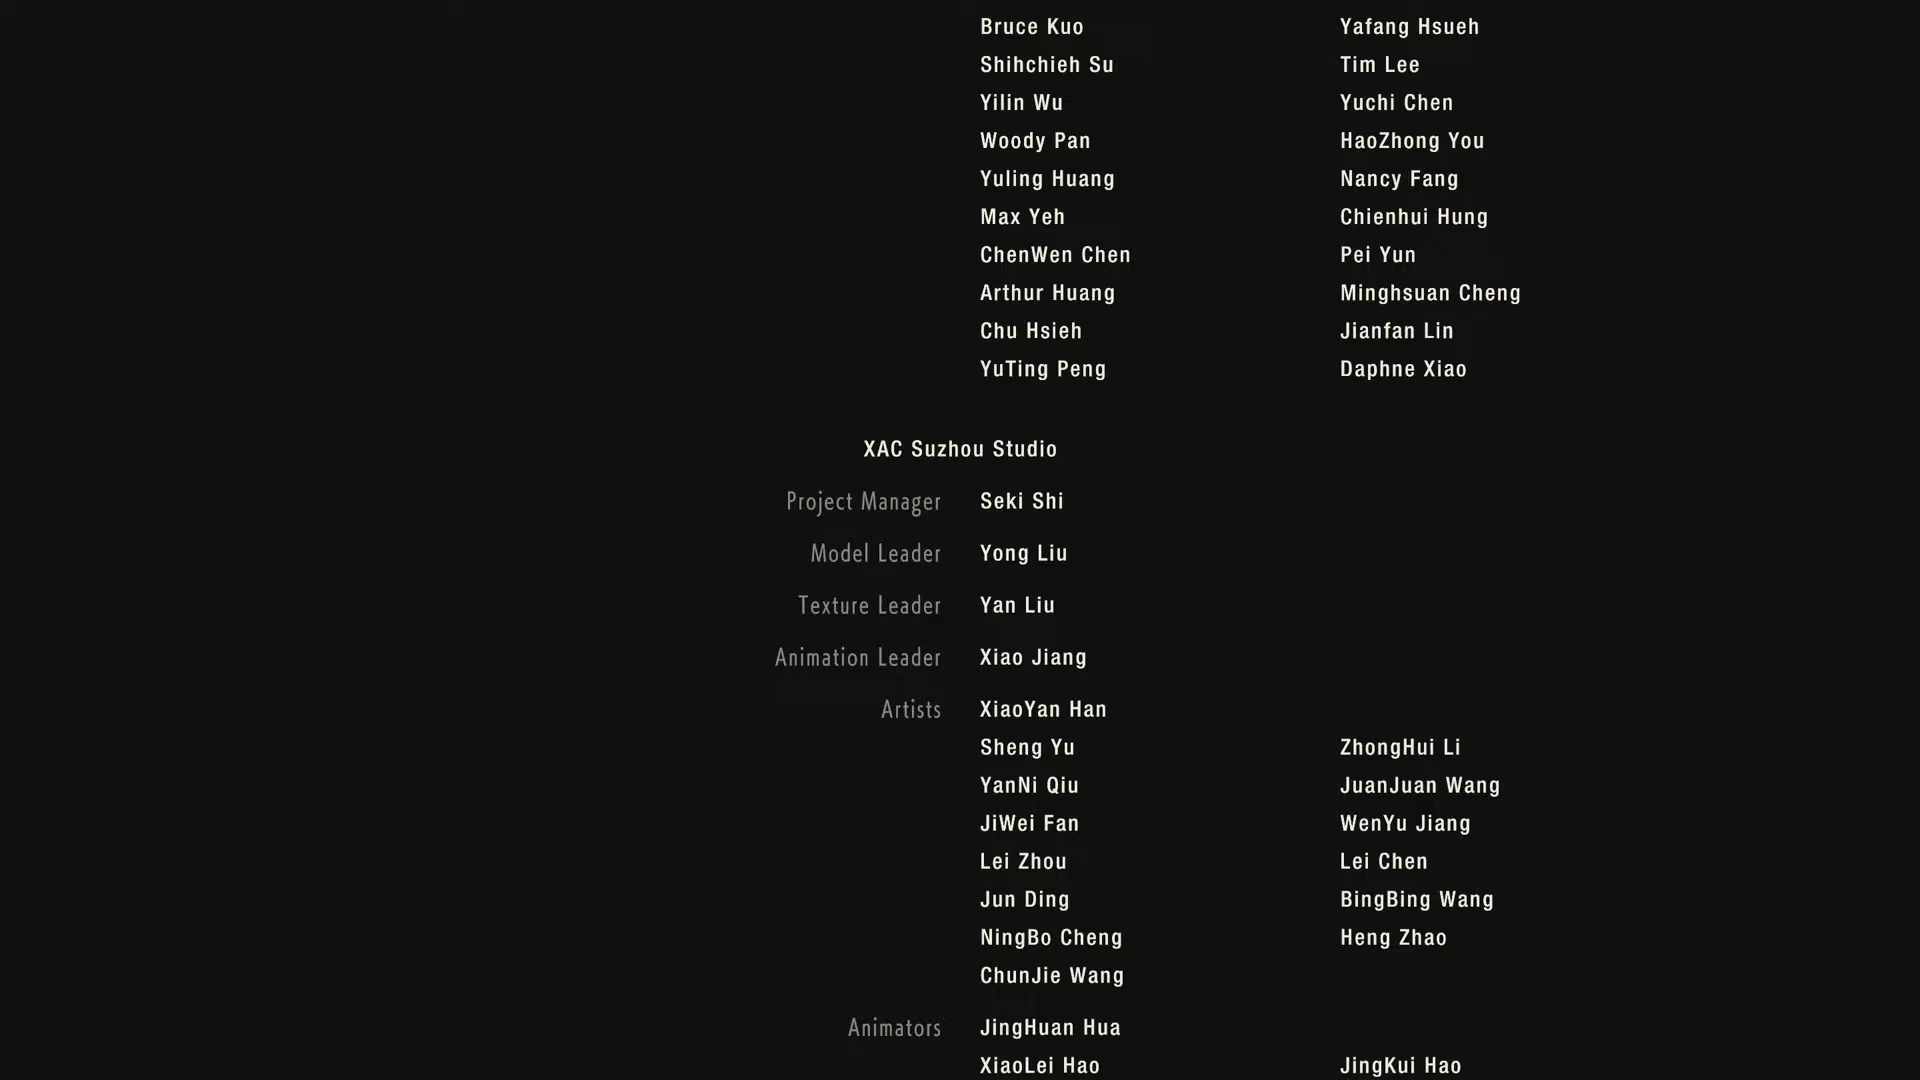 Bruce Kuo Yafang Hsueh
Shihchieh Su Tim Lee
Yilin Wu Yuchi Chen
Woody Pan HaoZhong You
Yuling Huang Nancy Fang
Max Yeh Chienhui Hung
ChenWen Chen Pei Yun
Arthur Huang Minghsuan Cheng
Chu Hsieh Jianfan Lin
YuTing Peng Daphne Xiao
XAC Suzhou Studio
Project Manager Seki Shi
Model Leader Yong Liu
Texture Leader Yan Liu
Animation Leader Xiao Jiang
Artists XiaoYan Han
Sheng Yu ZhongHui Li
YanNi Qiu JuanJuan Wang
JiWei Fan WenYu Jiang
Lei Zhou Lei Chen
Jun Ding BingBing Wang
NingBo Cheng Heng Zhao
ChunJie Wang
Animators JingHuan Hua
XiaoLei Hao JingKui Hao